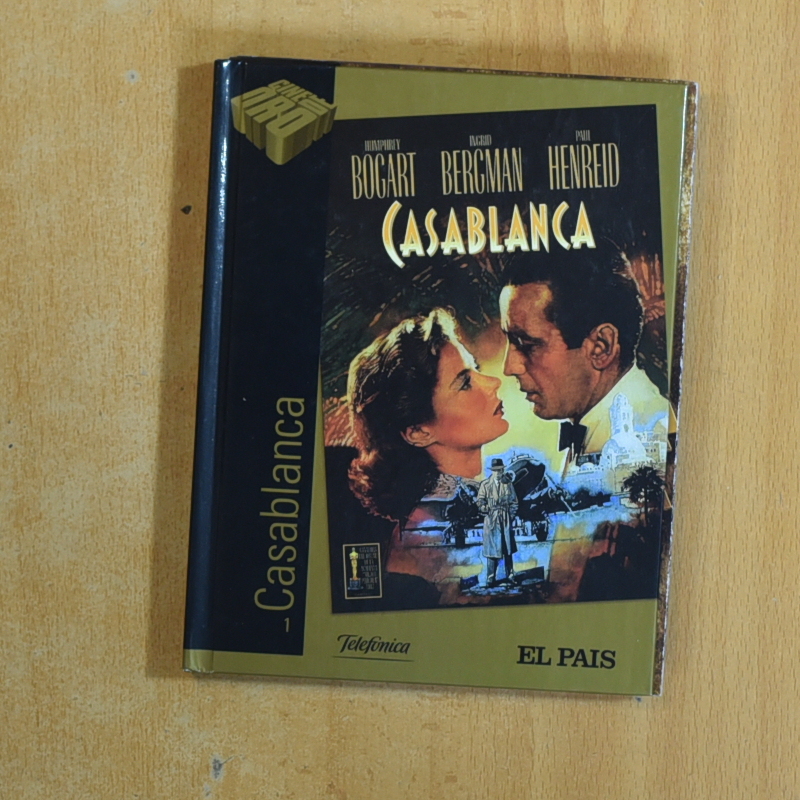 CINE DE
ORO
HUMPHREY
BOGART
INGRID
BERGMAN
PAUL
HENREID
CASABLANCA
1 Casablanca
Telefónica
EL PAIS